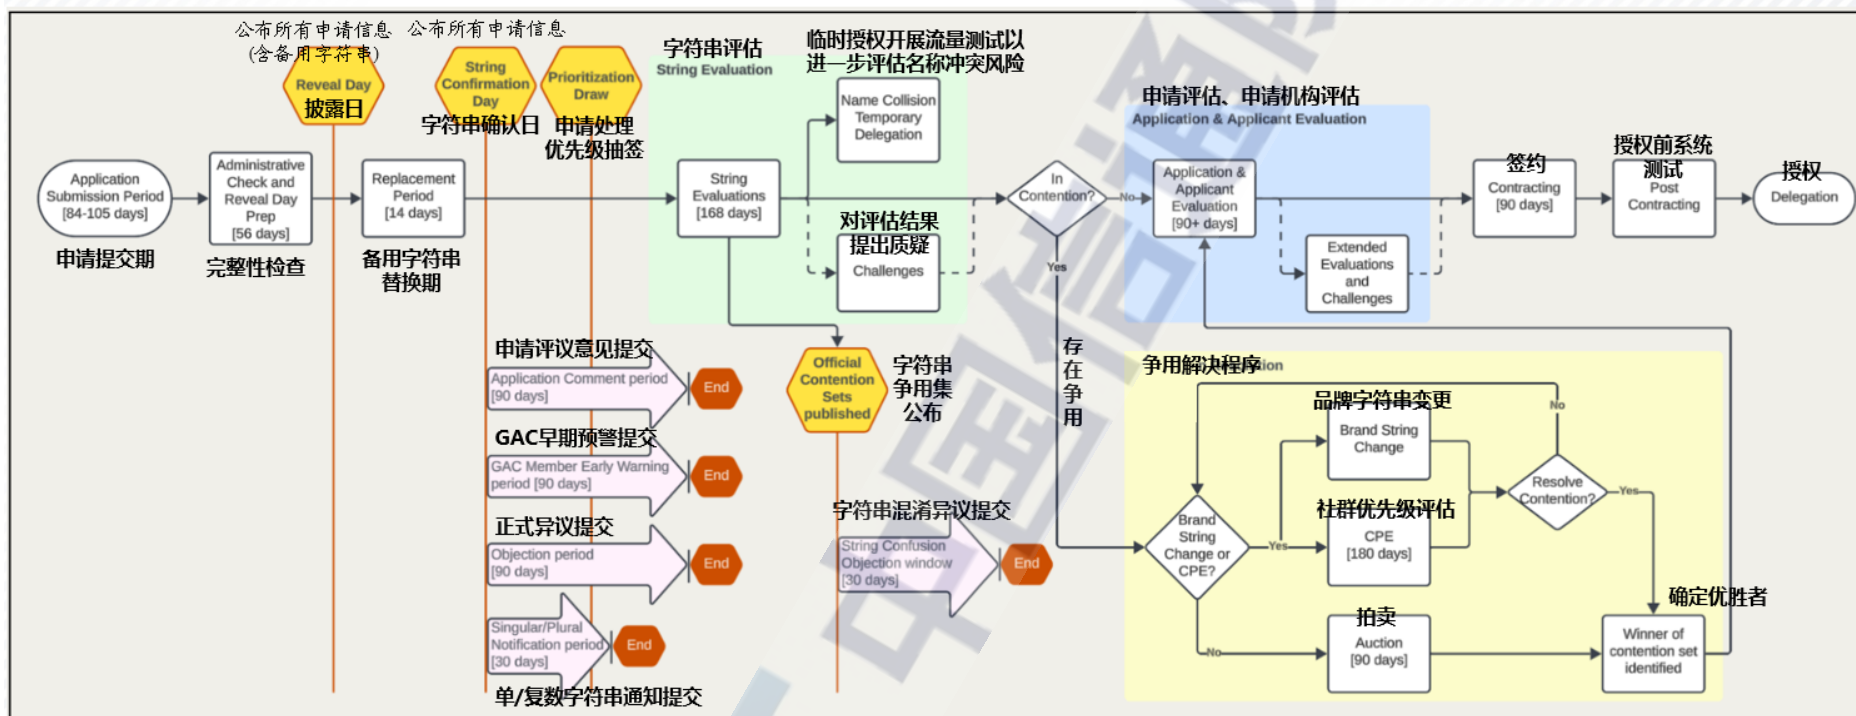 公布所有申请信息
(含备用字符串)
公布所有申请信息
Reveal Day
披露日
String
Confirmation
Day
字符串确认日
Prioritization
Draw
申请处理
优先级抽签
字符串评估
String Evaluation
临时授权开展流量测试以
进一步评估名称冲突风险
Name Collision
Temporary
Delegation
申请评估、申请机构评估
Application & Applicant Evaluation
Application
Submission Period
[84-105 days]
申请提交期
Administrative
Check and
Reveal Day
Prep
[56 days]
完整性检查
Replacement
Period
[14 days]
备用字符串
替换期
String
Evaluations
[168 days]
对评估结果
提出质疑
Challenges
In
Contention?
No
Yes
Application &
Applicant
Evaluation
[90+ days]
Extended
Evaluations
and
Challenges
签约
Contracting
[90 days]
授权前系统
测试
Post
Contracting
授权
Delegation
申请评议意见提交
Application Comment period
[90 days]
End
GAC早期预警提交
GAC Member Early Warning
period [90 days]
End
正式异议提交
Objection period
[90 days]
End
Singular/Plural
Notification period
[30 days]
End
单/复数字符串通知提交
Official
Contention
Sets
published
字符串
争用集
公布
字符串混淆异议提交
String Confusion
Objection window
[30 days]
End
存在争用
争用解决程序
品牌字符串变更
Brand String
Change
No
Brand
String
Change or
CPE?
Yes
社群优先级评估
CPE
[180 days]
Resolve
Contention?
Yes
No
拍卖
Auction
[90 days]
确定优胜者
Winner of
contention set
identified
中国信通院